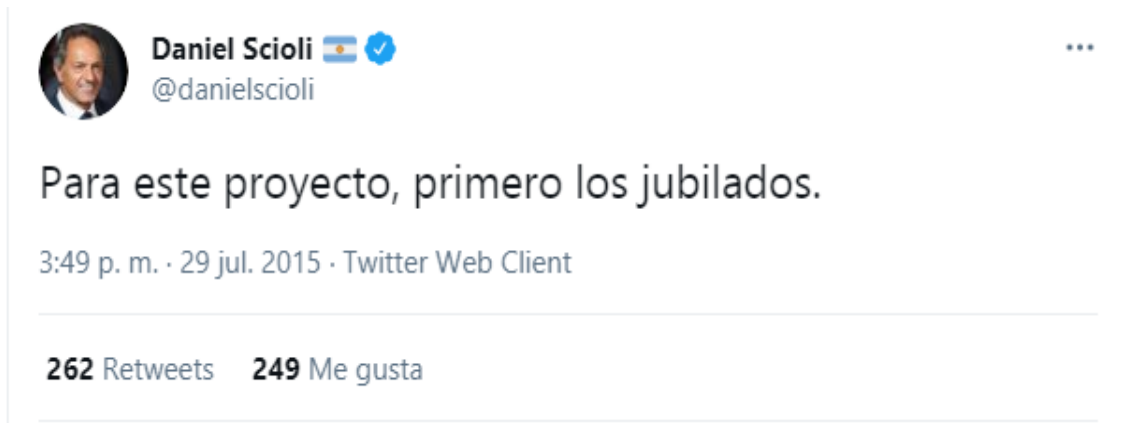 Daniel Scioli 🇦🇷
@danielscioli
Para este proyecto, primero los jubilados.
3:49 p. m. · 29 jul. 2015 · Twitter Web Client
262 Retweets 249 Me gusta